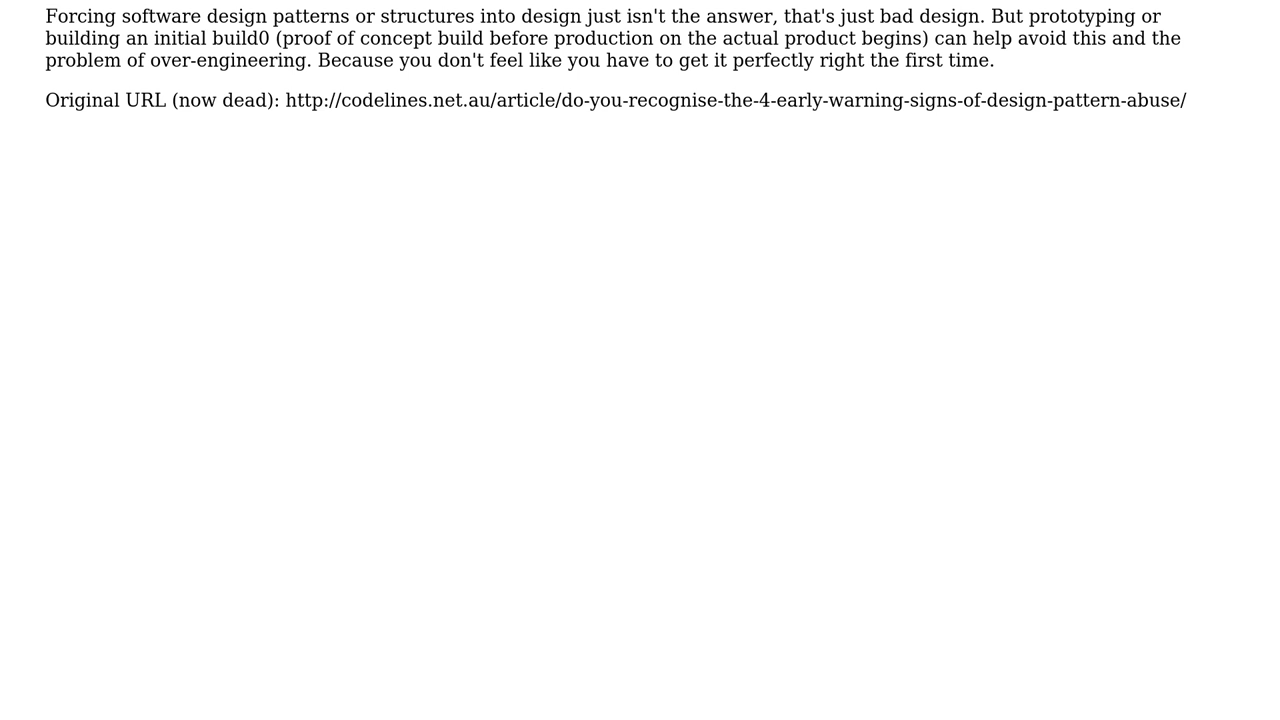 Forcing software design patterns or structures into design just isn't the answer, that's just bad design. But prototyping or
building an initial build0 (proof of concept build before production on the actual product begins) can help avoid this and the
problem of over-engineering. Because you don't feel like you have to get it perfectly right the first time.
Original URL (now dead): http://codelines.net.au/article/do-you-recognise-the-4-early-warning-signs-of-design-pattern-abuse/